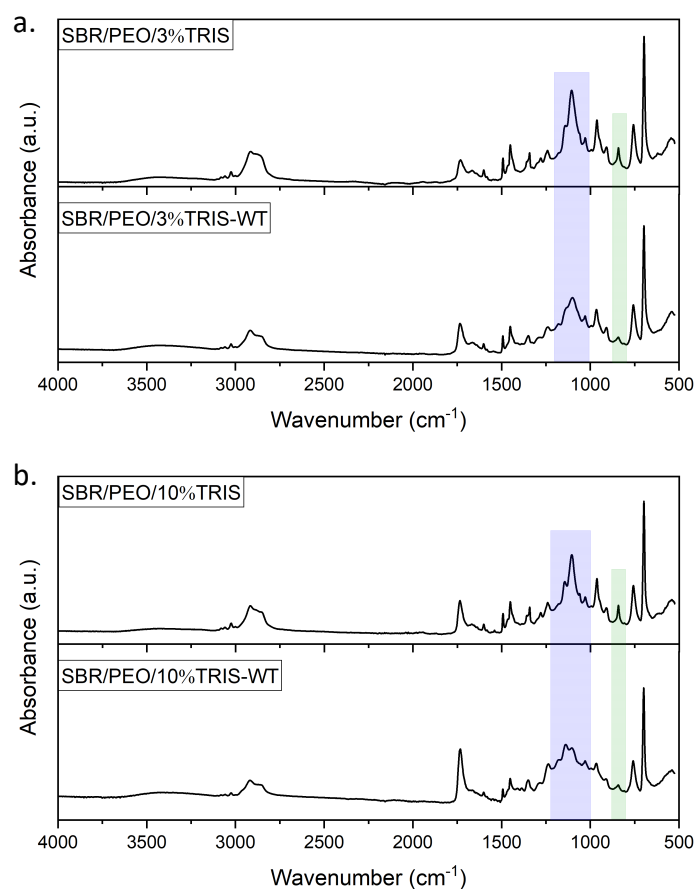 a.
SBR/PEO/3%TRIS
SBR/PEO/3%TRIS-WT
Absorbance (a.u.)
4000 3500 3000 2500 2000 1500 1000 500
Wavenumber (cm⁻¹)
b.
SBR/PEO/10%TRIS
SBR/PEO/10%TRIS-WT
Absorbance (a.u.)
4000 3500 3000 2500 2000 1500 1000 500
Wavenumber (cm⁻¹)